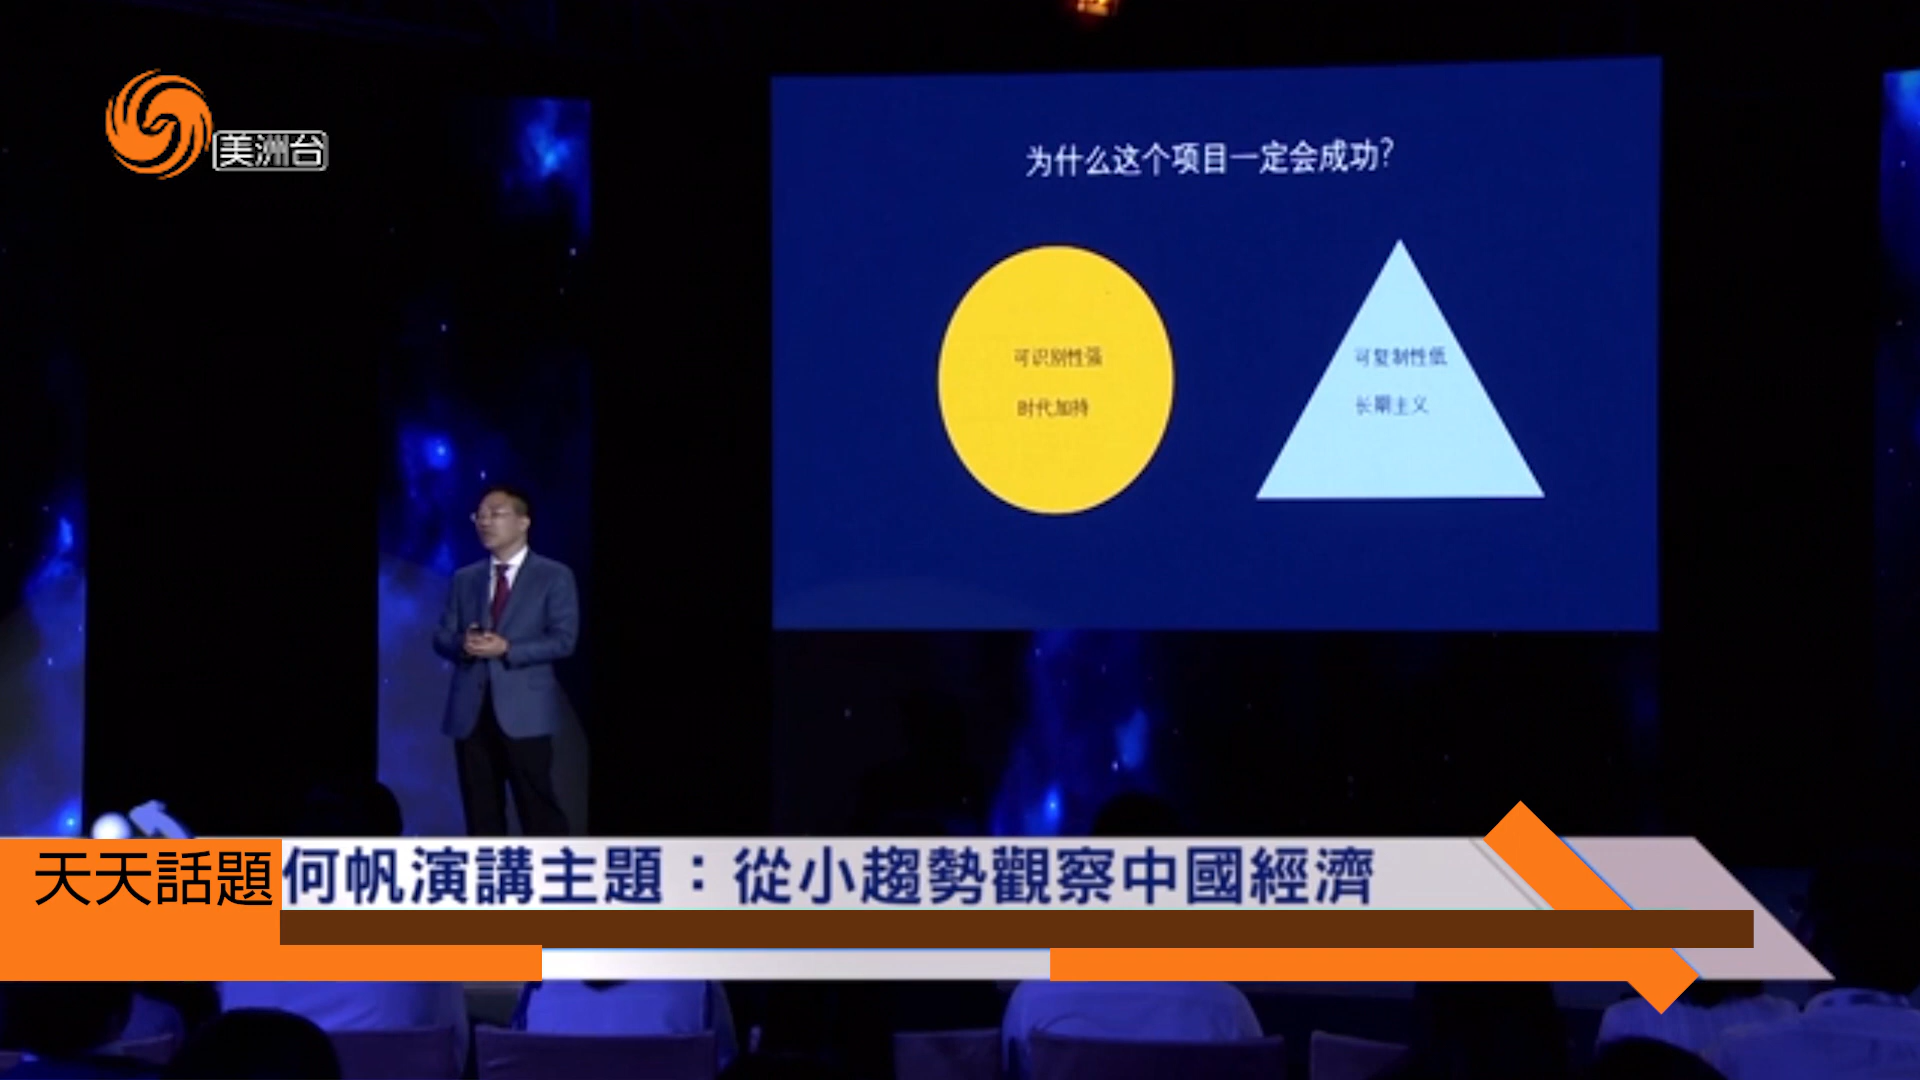 美洲台
为什么这个项目一定会成功?
可识别性强
时代加持
可复制性低
长期主义
天天話題
何帆演講主題：從小趨勢觀察中國經濟